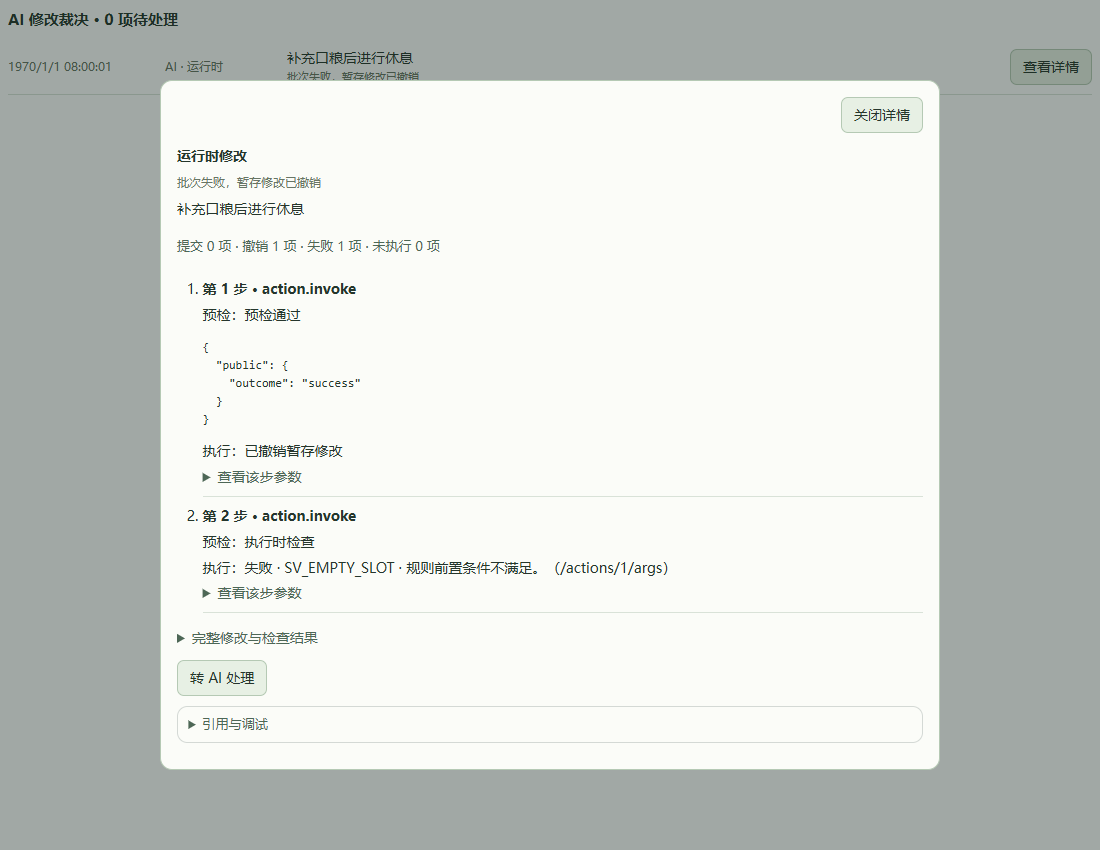 AI 修改裁决 • 0 项待处理
1970/1/1 08:00:01
AI · 运行时
补充口粮后进行休息
批次失败，暂存修改已撤销
查看详情
关闭详情
运行时修改
批次失败，暂存修改已撤销
补充口粮后进行休息
提交 0 项 · 撤销 1 项 · 失败 1 项 · 未执行 0 项
1. 第 1 步 • action.invoke
预检：预检通过
{
  "public": {
    "outcome": "success"
  }
}
执行：已撤销暂存修改
▶ 查看该步参数
2. 第 2 步 • action.invoke
预检：执行时检查
执行：失败 · SV_EMPTY_SLOT · 规则前置条件不满足。（/actions/1/args）
▶ 查看该步参数
▶ 完整修改与检查结果
转 AI 处理
▶ 引用与调试